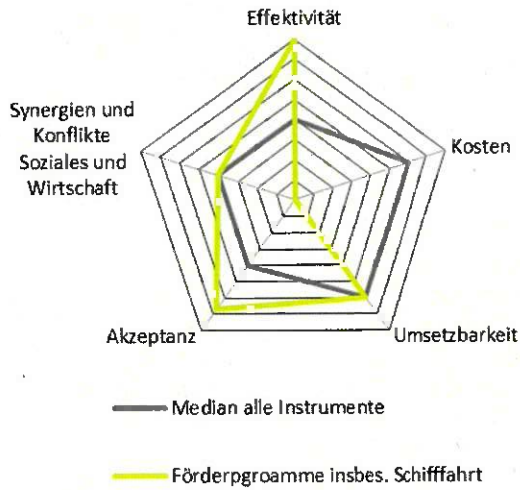 Effektivität
Synergien und
Konflikte
Soziales und
Wirtschaft
Kosten
Akzeptanz
Umsetzbarkeit
Median alle Instrumente
Förderpgroamme insbes. Schifffahrt